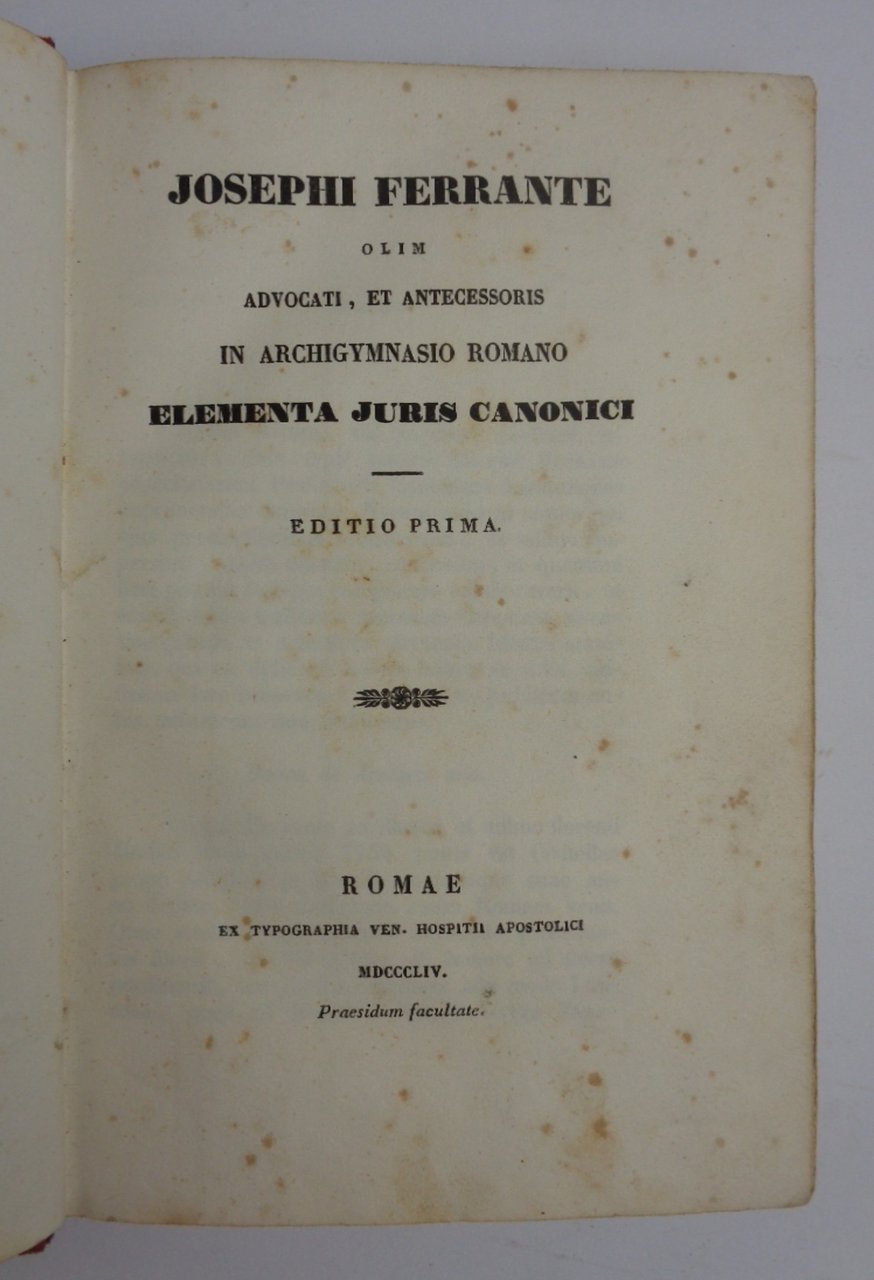 JOSEPHI FERRANTE
OLIM
ADVOCATI, ET ANTECESSORIS
IN ARCHIGYMNASIO ROMANO
ELEMENTA JURIS CANONICI
EDITIO PRIMA.
ROMAE
EX TYPOGRAPHIA VEN. HOSPITII APOSTOLICI
MDCCCLIV.
Praesidum facultate.